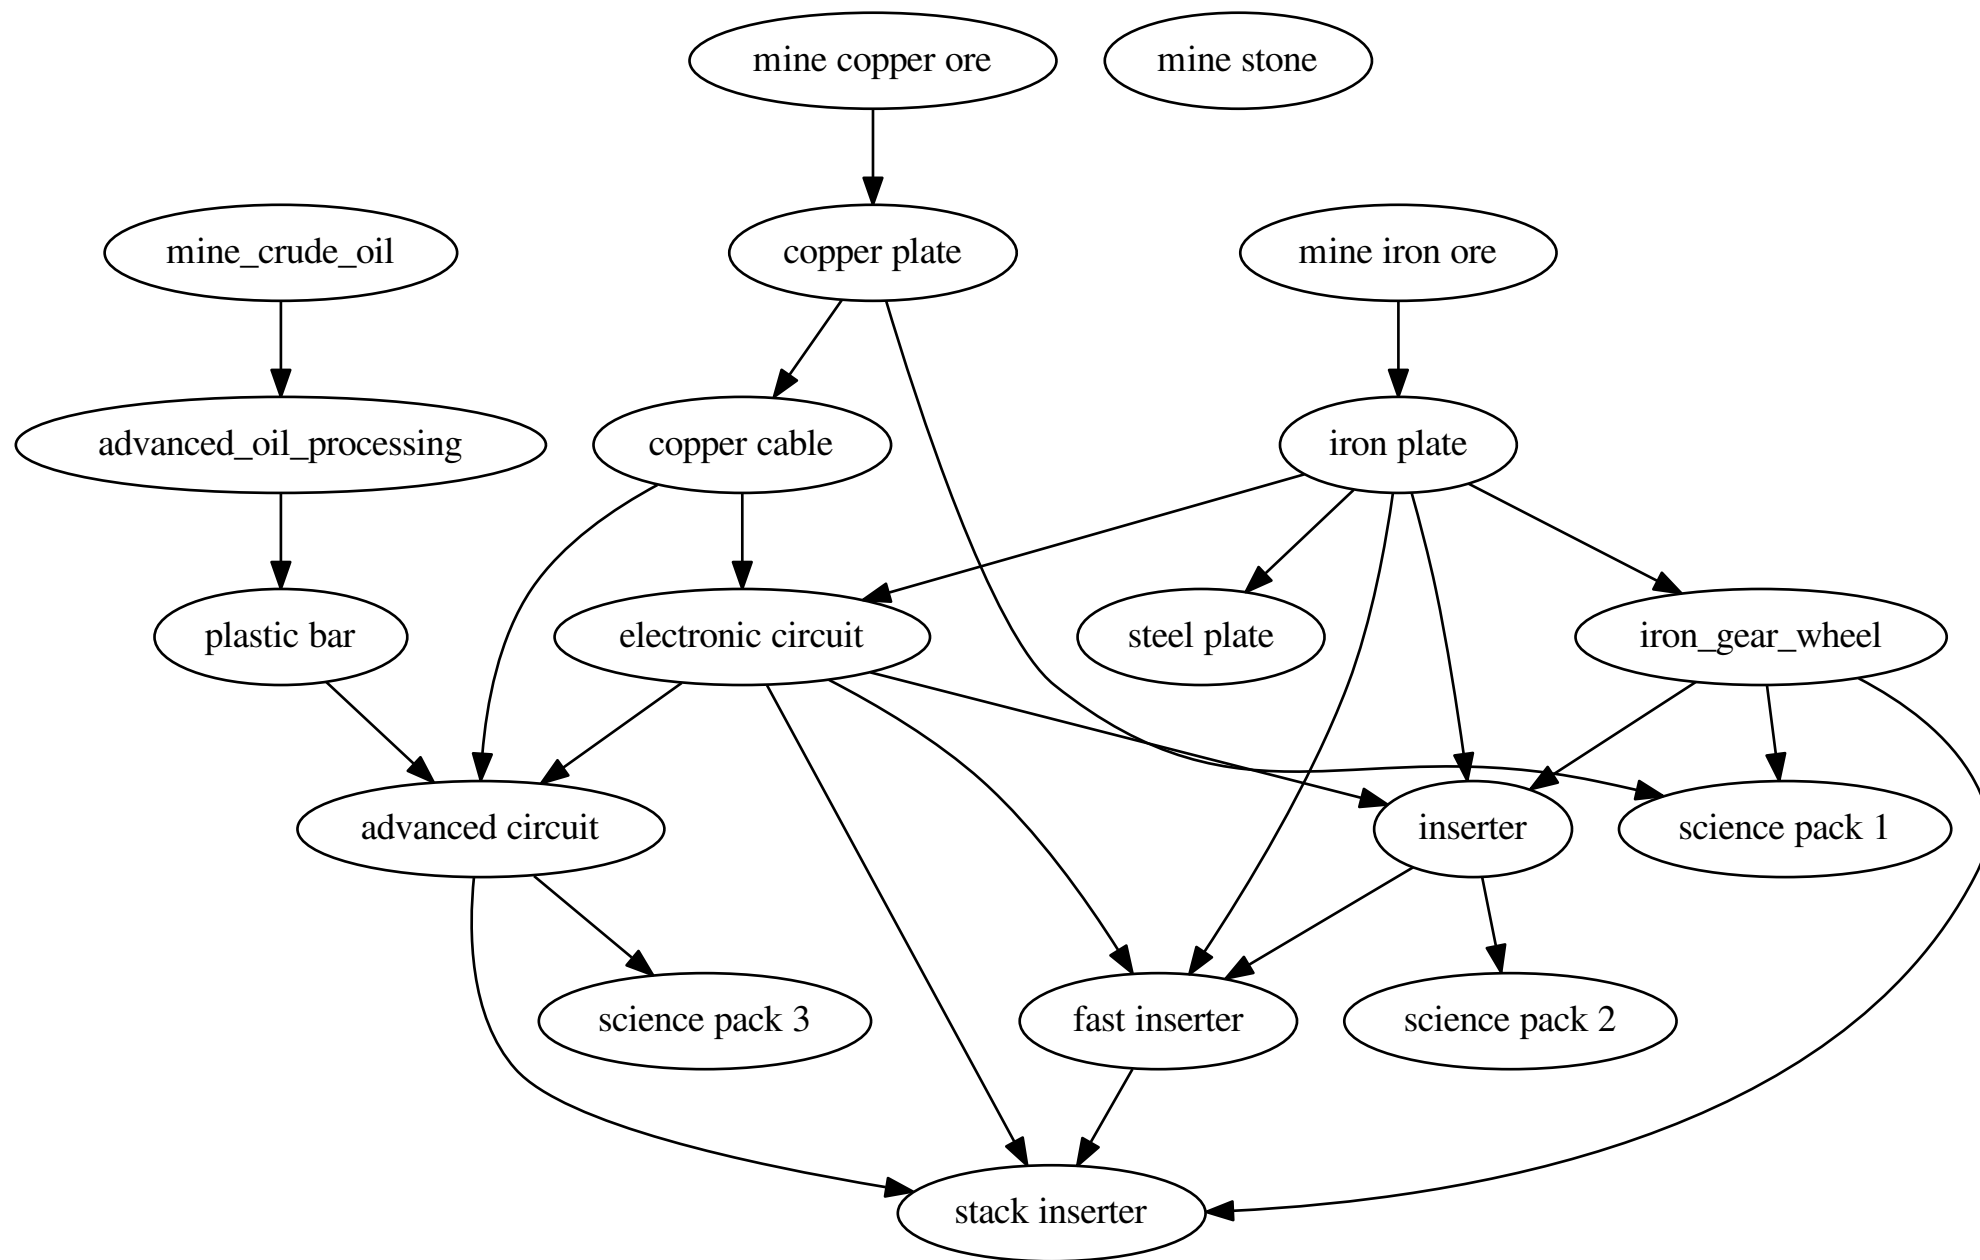 mine copper ore
mine stone
mine_crude_oil
copper plate
mine iron ore
advanced_oil_processing
copper cable
iron plate
plastic bar
electronic circuit
steel plate
iron_gear_wheel
advanced circuit
inserter
science pack 1
science pack 3
fast inserter
science pack 2
stack inserter